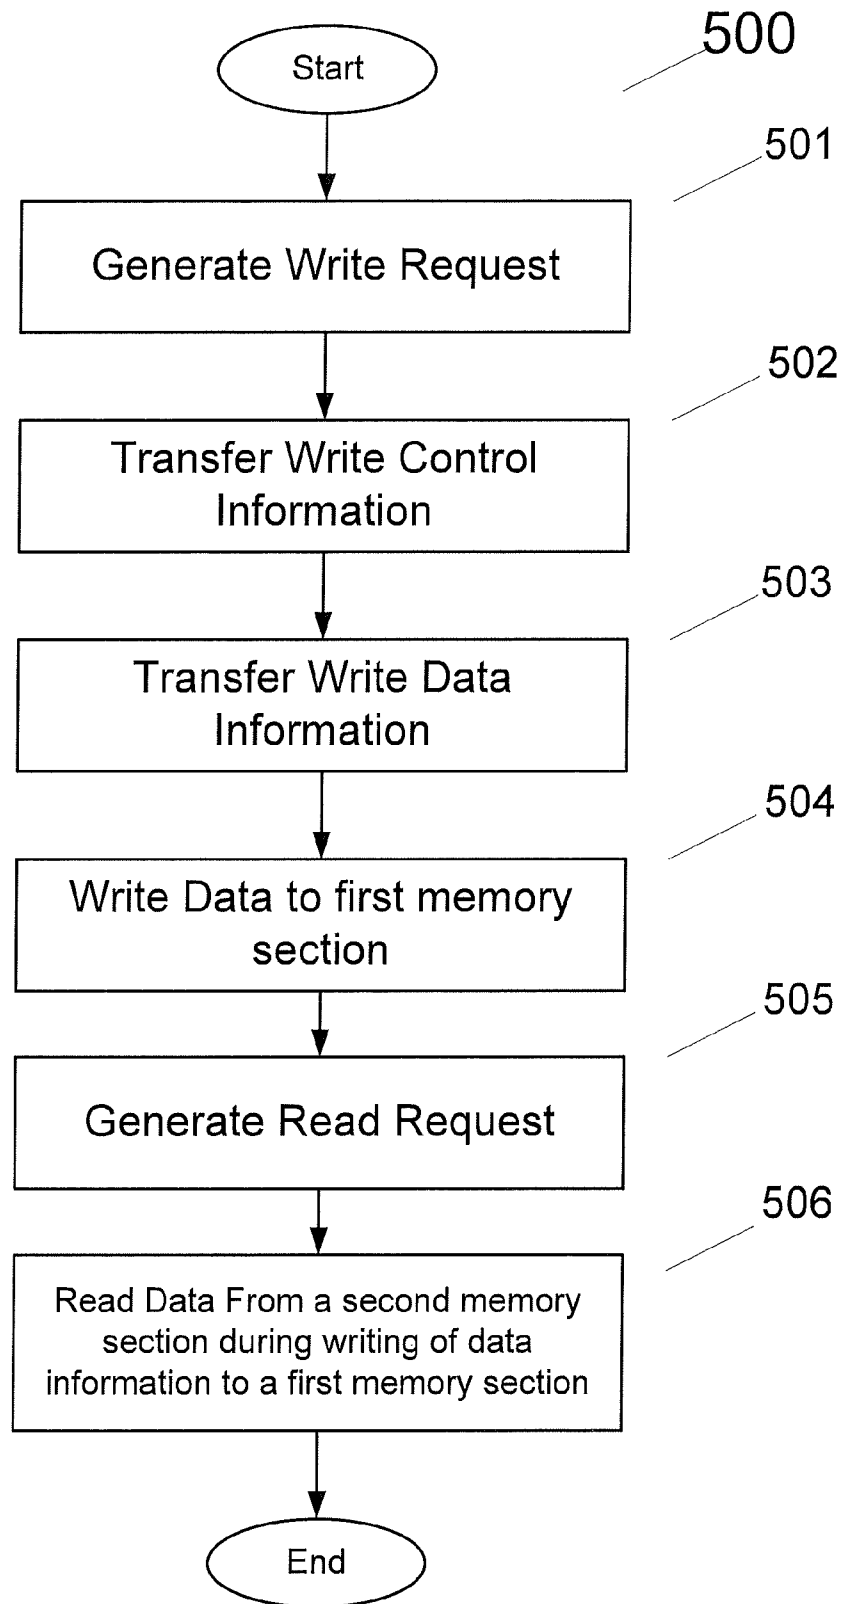 500
Start
501
Generate Write Request
502
Transfer Write Control
Information
503
Transfer Write Data
Information
504
Write Data to first memory
section
505
Generate Read Request
506
Read Data From a second memory
section during writing of data
information to a first memory section
End